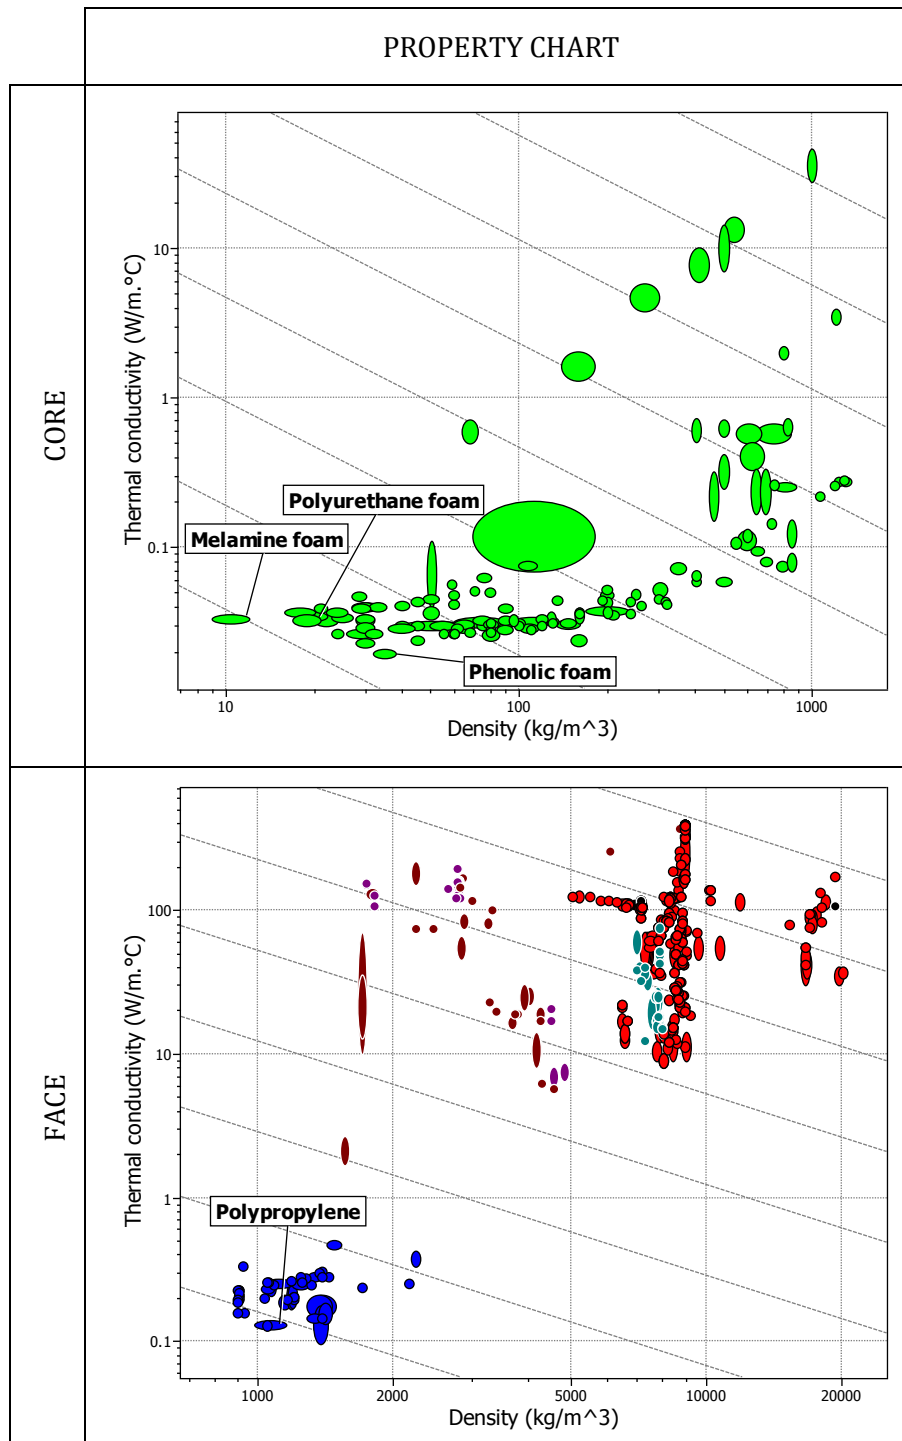 PROPERTY CHART
CORE
Thermal conductivity (W/m.°C)
10
1
0.1
Polyurethane foam
Melamine foam
Phenolic foam
10
100
1000
Density (kg/m^3)
FACE
Thermal conductivity (W/m.°C)
100
10
1
0.1
Polypropylene
1000
2000
5000
10000
20000
Density (kg/m^3)